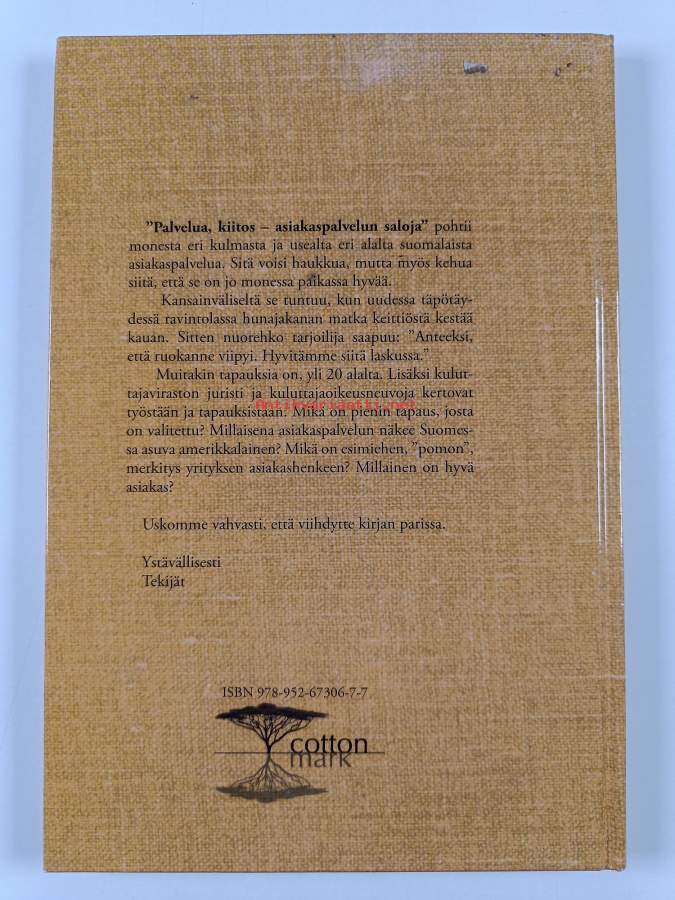 ”Palvelua, kiitos – asiakaspalvelun saloja” pohtii
monesta eri kulmasta ja usealta eri alalta suomalaista
asiakaspalvelua. Sitä voisi haukkua, mutta myös kehua
siitä, että se on jo monessa paikassa hyvää.
Kansainväliseltä se tuntuu, kun uudessa täpötäy-
dessä ravintolassa hunajakanan matka keittiöstä kestää
kauan. Sitten nuorehko tarjoilija saapuu: ”Anteeksi,
että ruokanne viipyi. Hyvitämme siitä laskussa.”
Muitakin tapauksia on, yli 20 alalta. Lisäksi kulut-
tajaviraston juristi ja kuluttajaoikeusneuvoja kertovat
Antikvariaatti.net
työstään ja tapauksistaan. Mikä on pienin tapaus, josta
on valitettu? Millaisena asiakaspalvelun näkee Suomes-
sa asuva amerikkalainen? Mikä on esimiehen, ”pomon”,
merkitys yrityksen asiakashenkeen? Millainen on hyvä
asiakas?
Uskomme vahvasti, että viihdytte kirjan parissa.
Ystävällisesti
Tekijät
ISBN 978-952-67306-7-7
cotton
mark